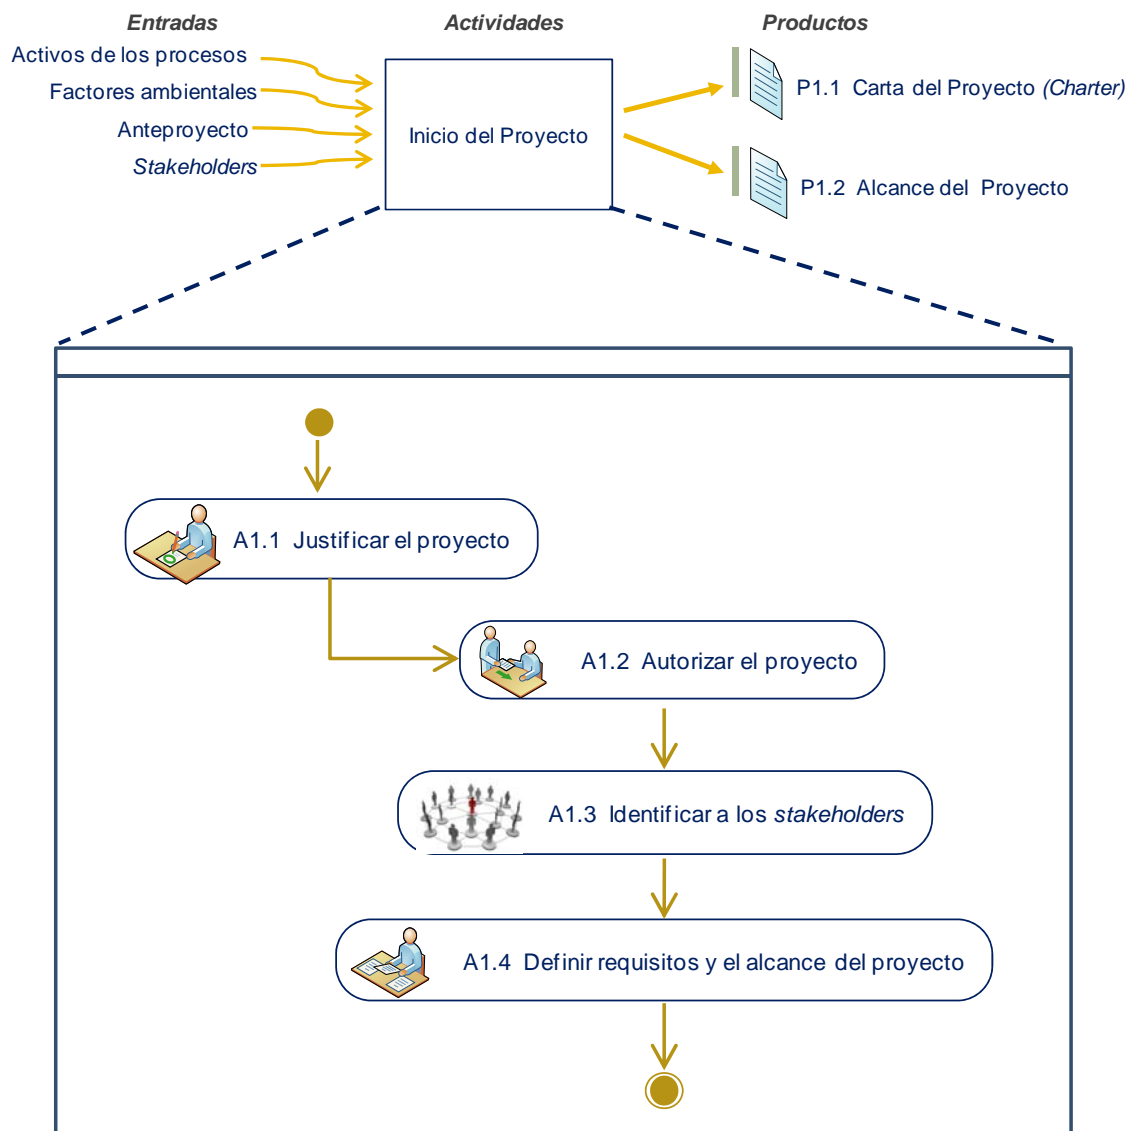 Entradas
Actividades
Productos
Activos de los procesos
Factores ambientales
Anteproyecto
Stakeholders
Inicio del Proyecto
P1.1 Carta del Proyecto (Charter)
P1.2 Alcance del Proyecto
A1.1 Justificar el proyecto
A1.2 Autorizar el proyecto
A1.3 Identificar a los stakeholders
A1.4 Definir requisitos y el alcance del proyecto